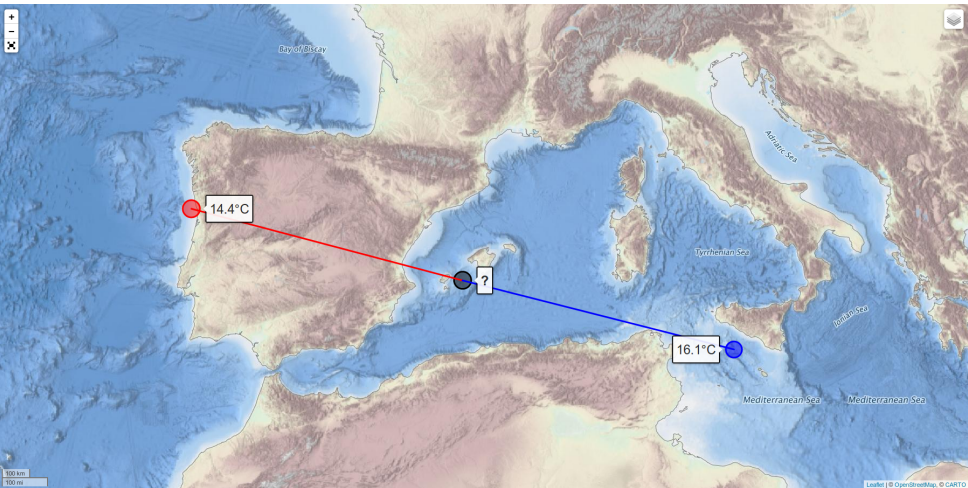 +
−
Bay of Biscay
Adriatic Sea
14.4°C
Tyrrhenian Sea
?
Ionian Sea
16.1°C
Mediterranean Sea
Mediterranean Sea
100 km
100 mi
Leaflet | © OpenStreetMap, © CARTO